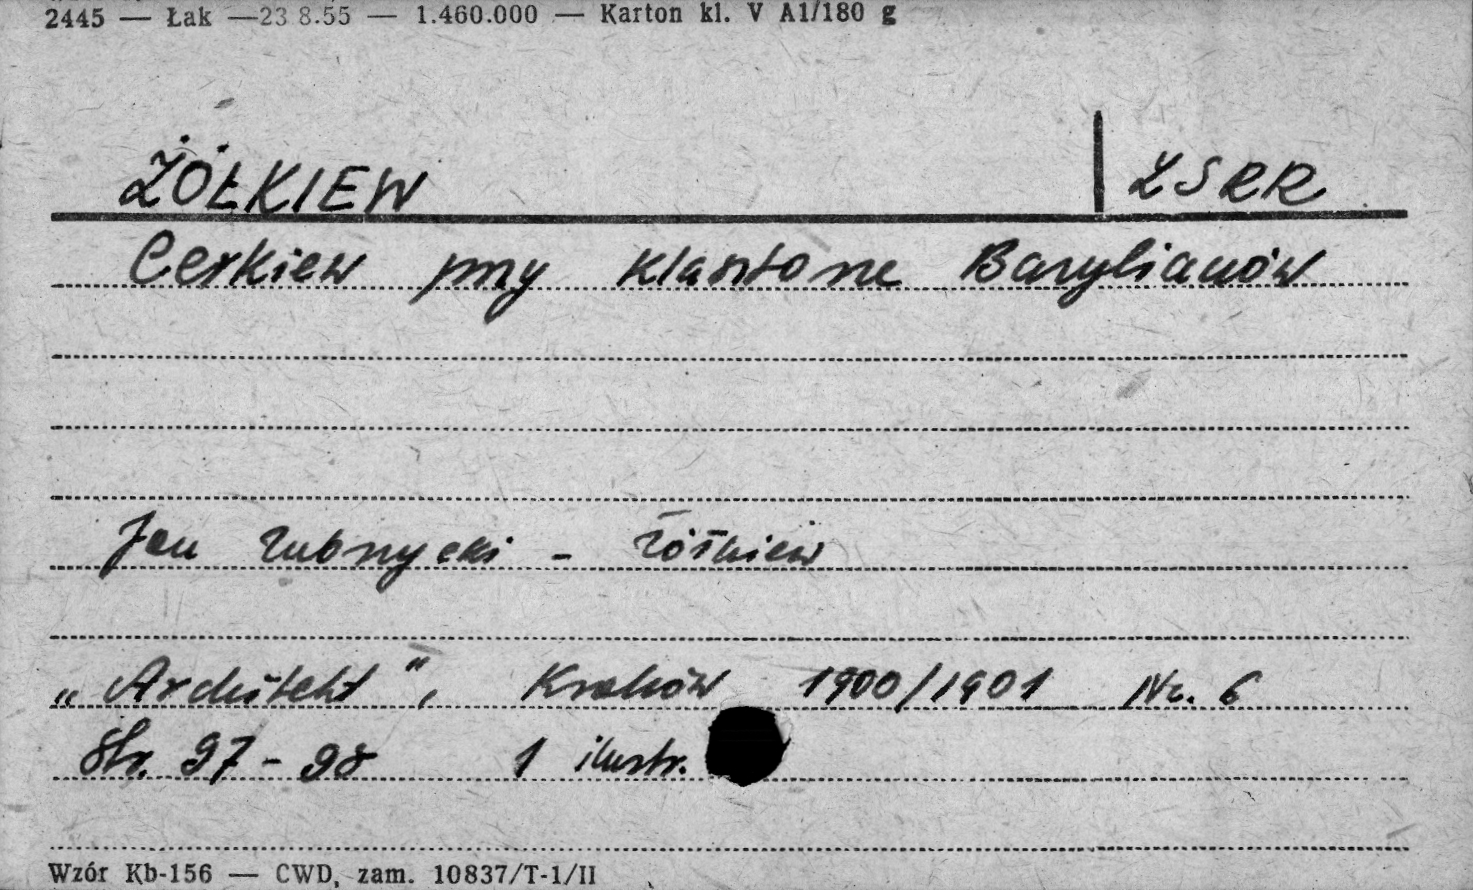 2445 — Łak —23 8.55 — 1.460.000 — Karton kl. V A1/180 g
ŻÓŁKIEW ZSRR
Cerkiew przy klasztorze Bazylianów
Jan Zubrzycki - Żółkiew
„Architekt”, Kraków 1900/1901 Nr. 6
Str. 97 - 98 1 ilustr.
Wzór Kb-156 — CWD, zam. 10837/T-1/II